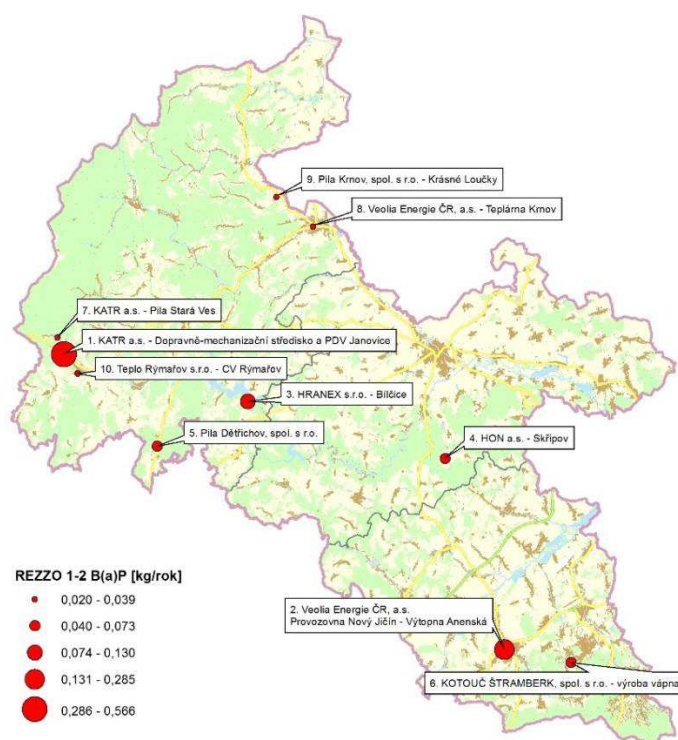 9. Pila Krnov, spol. s r.o. - Krásné Loučky
8. Veolia Energie ČR, a.s. - Teplárna Krnov
7. KATR a.s. - Pila Stará Ves
1. KATR a.s. - Dopravně-mechanizační středisko a PDV Janovice
10. Teplo Rýmařov s.r.o. - CV Rýmařov
3. HRANEX s.r.o. - Bílčice
5. Pila Dětřichov, spol. s r.o.
4. HON a.s. - Skřipov
REZZO 1-2 B(a)P [kg/rok]
0,020 - 0,039
0,040 - 0,073
0,074 - 0,130
0,131 - 0,285
0,286 - 0,566
2. Veolia Energie ČR, a.s.
Provozovna Nový Jičín - Výtopna Anenská
6. KOTOUČ ŠTRAMBERK, spol. s r.o. - výroba vápna